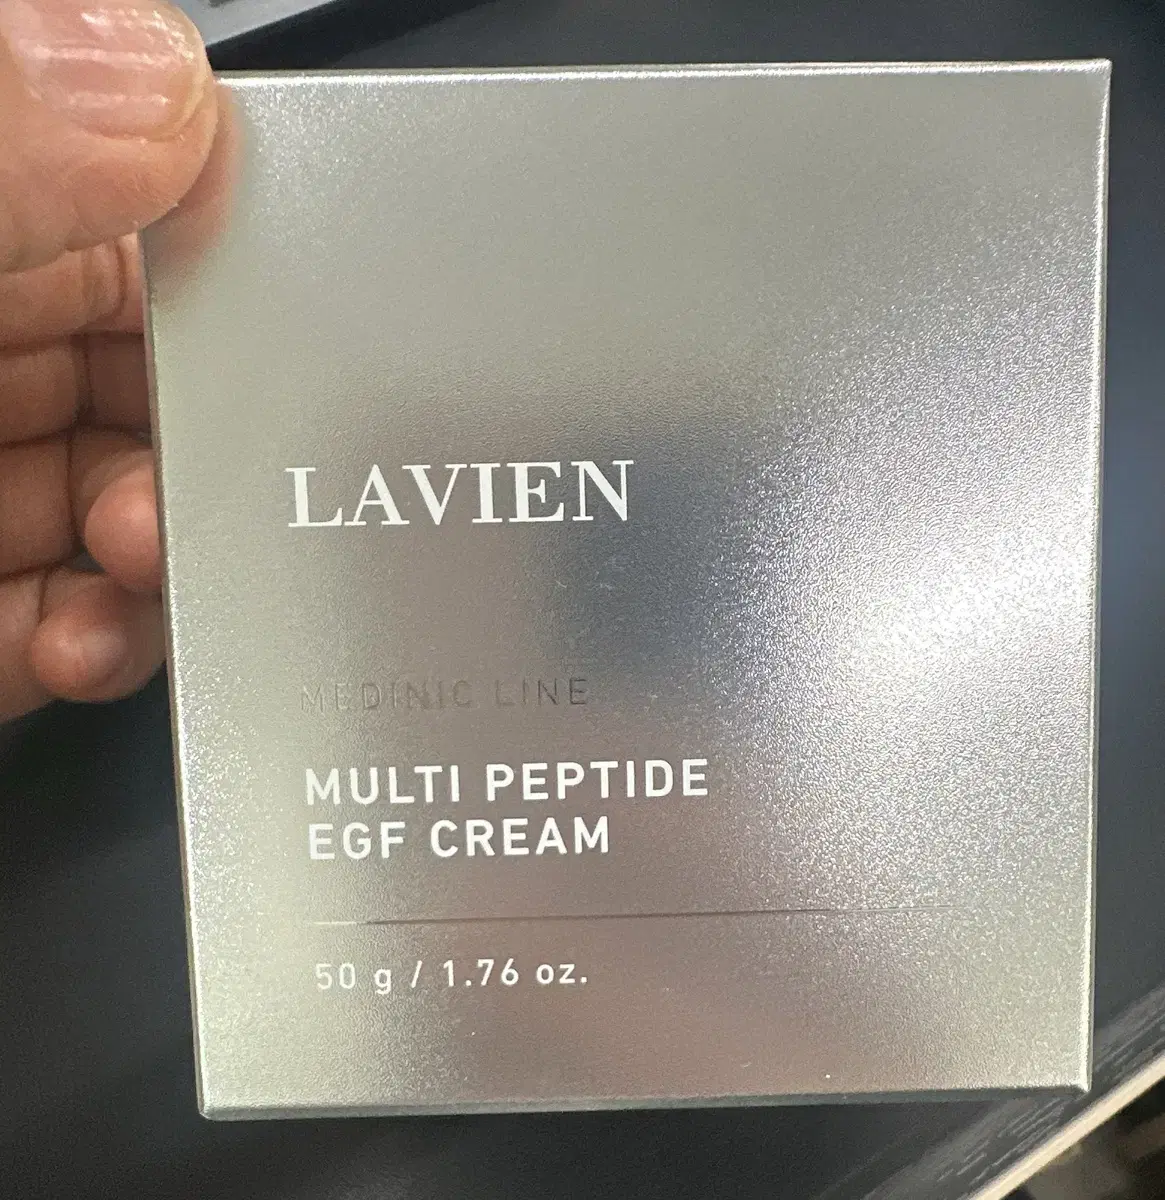 LAVIEN
MEDINIC LINE
MULTI PEPTIDE
EGF CREAM
50 g / 1.76 oz.